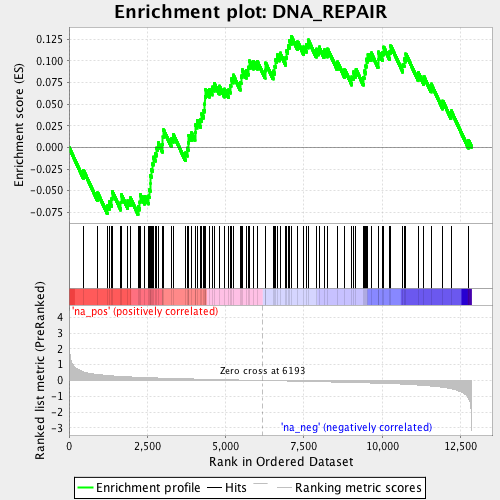 Enrichment plot: DNA_REPAIR
Enrichment score (ES)
0.125
0.100
0.075
0.050
0.025
0.000
-0.025
-0.050
-0.075
Ranked list metric (PreRanked)
4
3
2
1
0
-1
-2
-3
'na_pos' (positively correlated)
Zero cross at 6193
'na_neg' (negatively correlated)
0
2,500
5,000
7,500
10,000
12,500
Rank in Ordered Dataset
Enrichment profile
Hits
Ranking metric scores